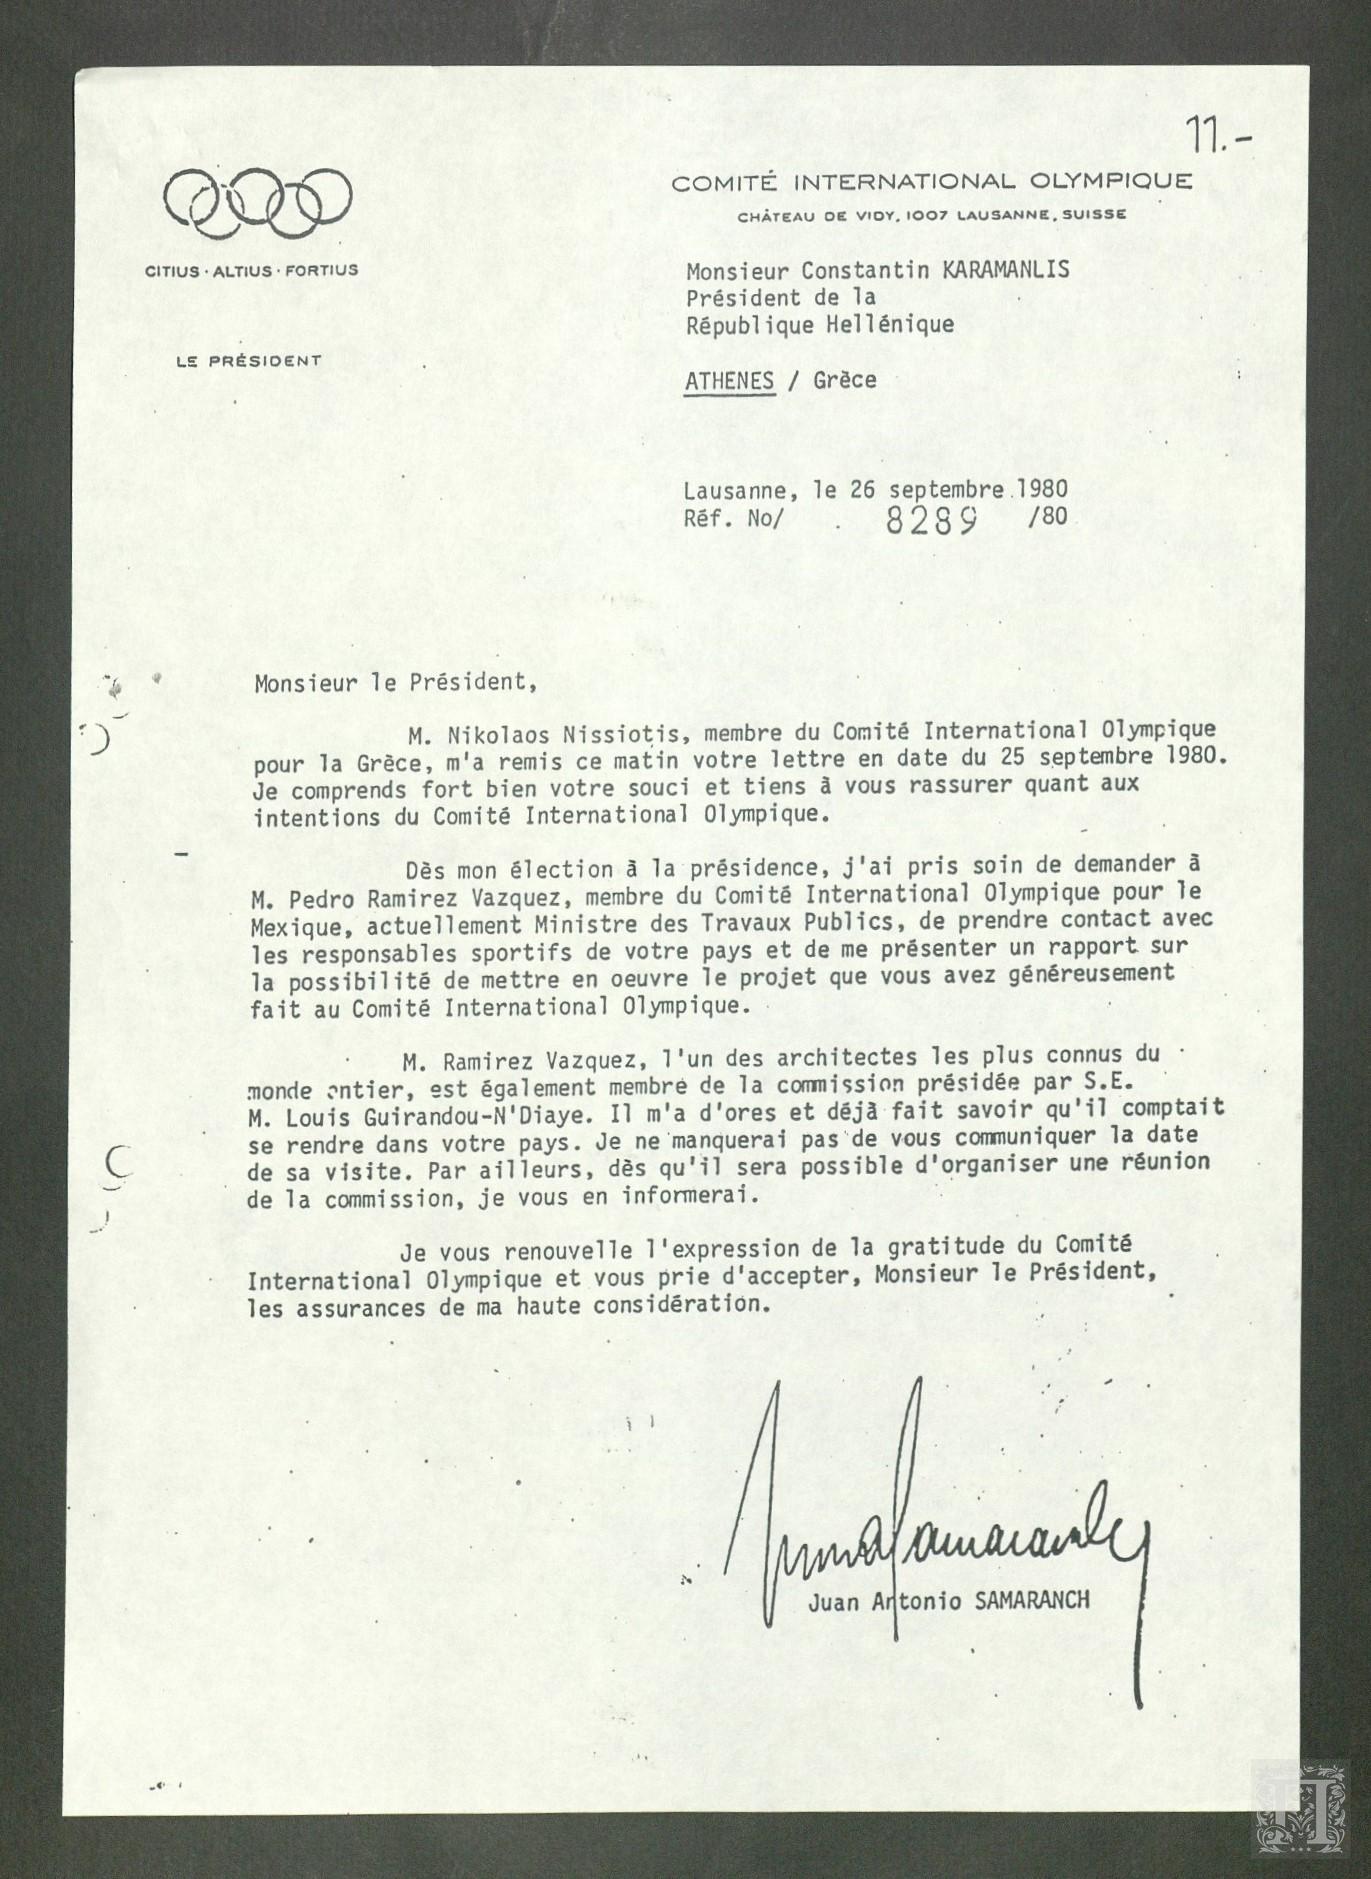 11.-
COMITÉ INTERNATIONAL OLYMPIQUE
CHÂTEAU DE VIDY, 1007 LAUSANNE, SUISSE
CITIUS · ALTIUS · FORTIUS
LE PRÉSIDENT
Monsieur Constantin KARAMANLIS
Président de la
République Hellénique
ATHENES / Grèce
Lausanne, le 26 septembre 1980
Réf. No/ 8289 /80
Monsieur le Président,
M. Nikolaos Nissiotis, membre du Comité International Olympique
pour la Grèce, m'a remis ce matin votre lettre en date du 25 septembre 1980.
Je comprends fort bien votre souci et tiens à vous rassurer quant aux
intentions du Comité International Olympique.
Dès mon élection à la présidence, j'ai pris soin de demander à
M. Pedro Ramirez Vazquez, membre du Comité International Olympique pour le
Mexique, actuellement Ministre des Travaux Publics, de prendre contact avec
les responsables sportifs de votre pays et de me présenter un rapport sur
la possibilité de mettre en oeuvre le projet que vous avez généreusement
fait au Comité International Olympique.
M. Ramirez Vazquez, l'un des architectes les plus connus du
monde entier, est également membre de la commission présidée par S.E.
M. Louis Guirandou-N'Diaye. Il m'a d'ores et déjà fait savoir qu'il comptait
se rendre dans votre pays. Je ne manquerai pas de vous communiquer la date
de sa visite. Par ailleurs, dès qu'il sera possible d'organiser une réunion
de la commission, je vous en informerai.
Je vous renouvelle l'expression de la gratitude du Comité
International Olympique et vous prie d'accepter, Monsieur le Président,
les assurances de ma haute considération.
Juan Antonio SAMARANCH